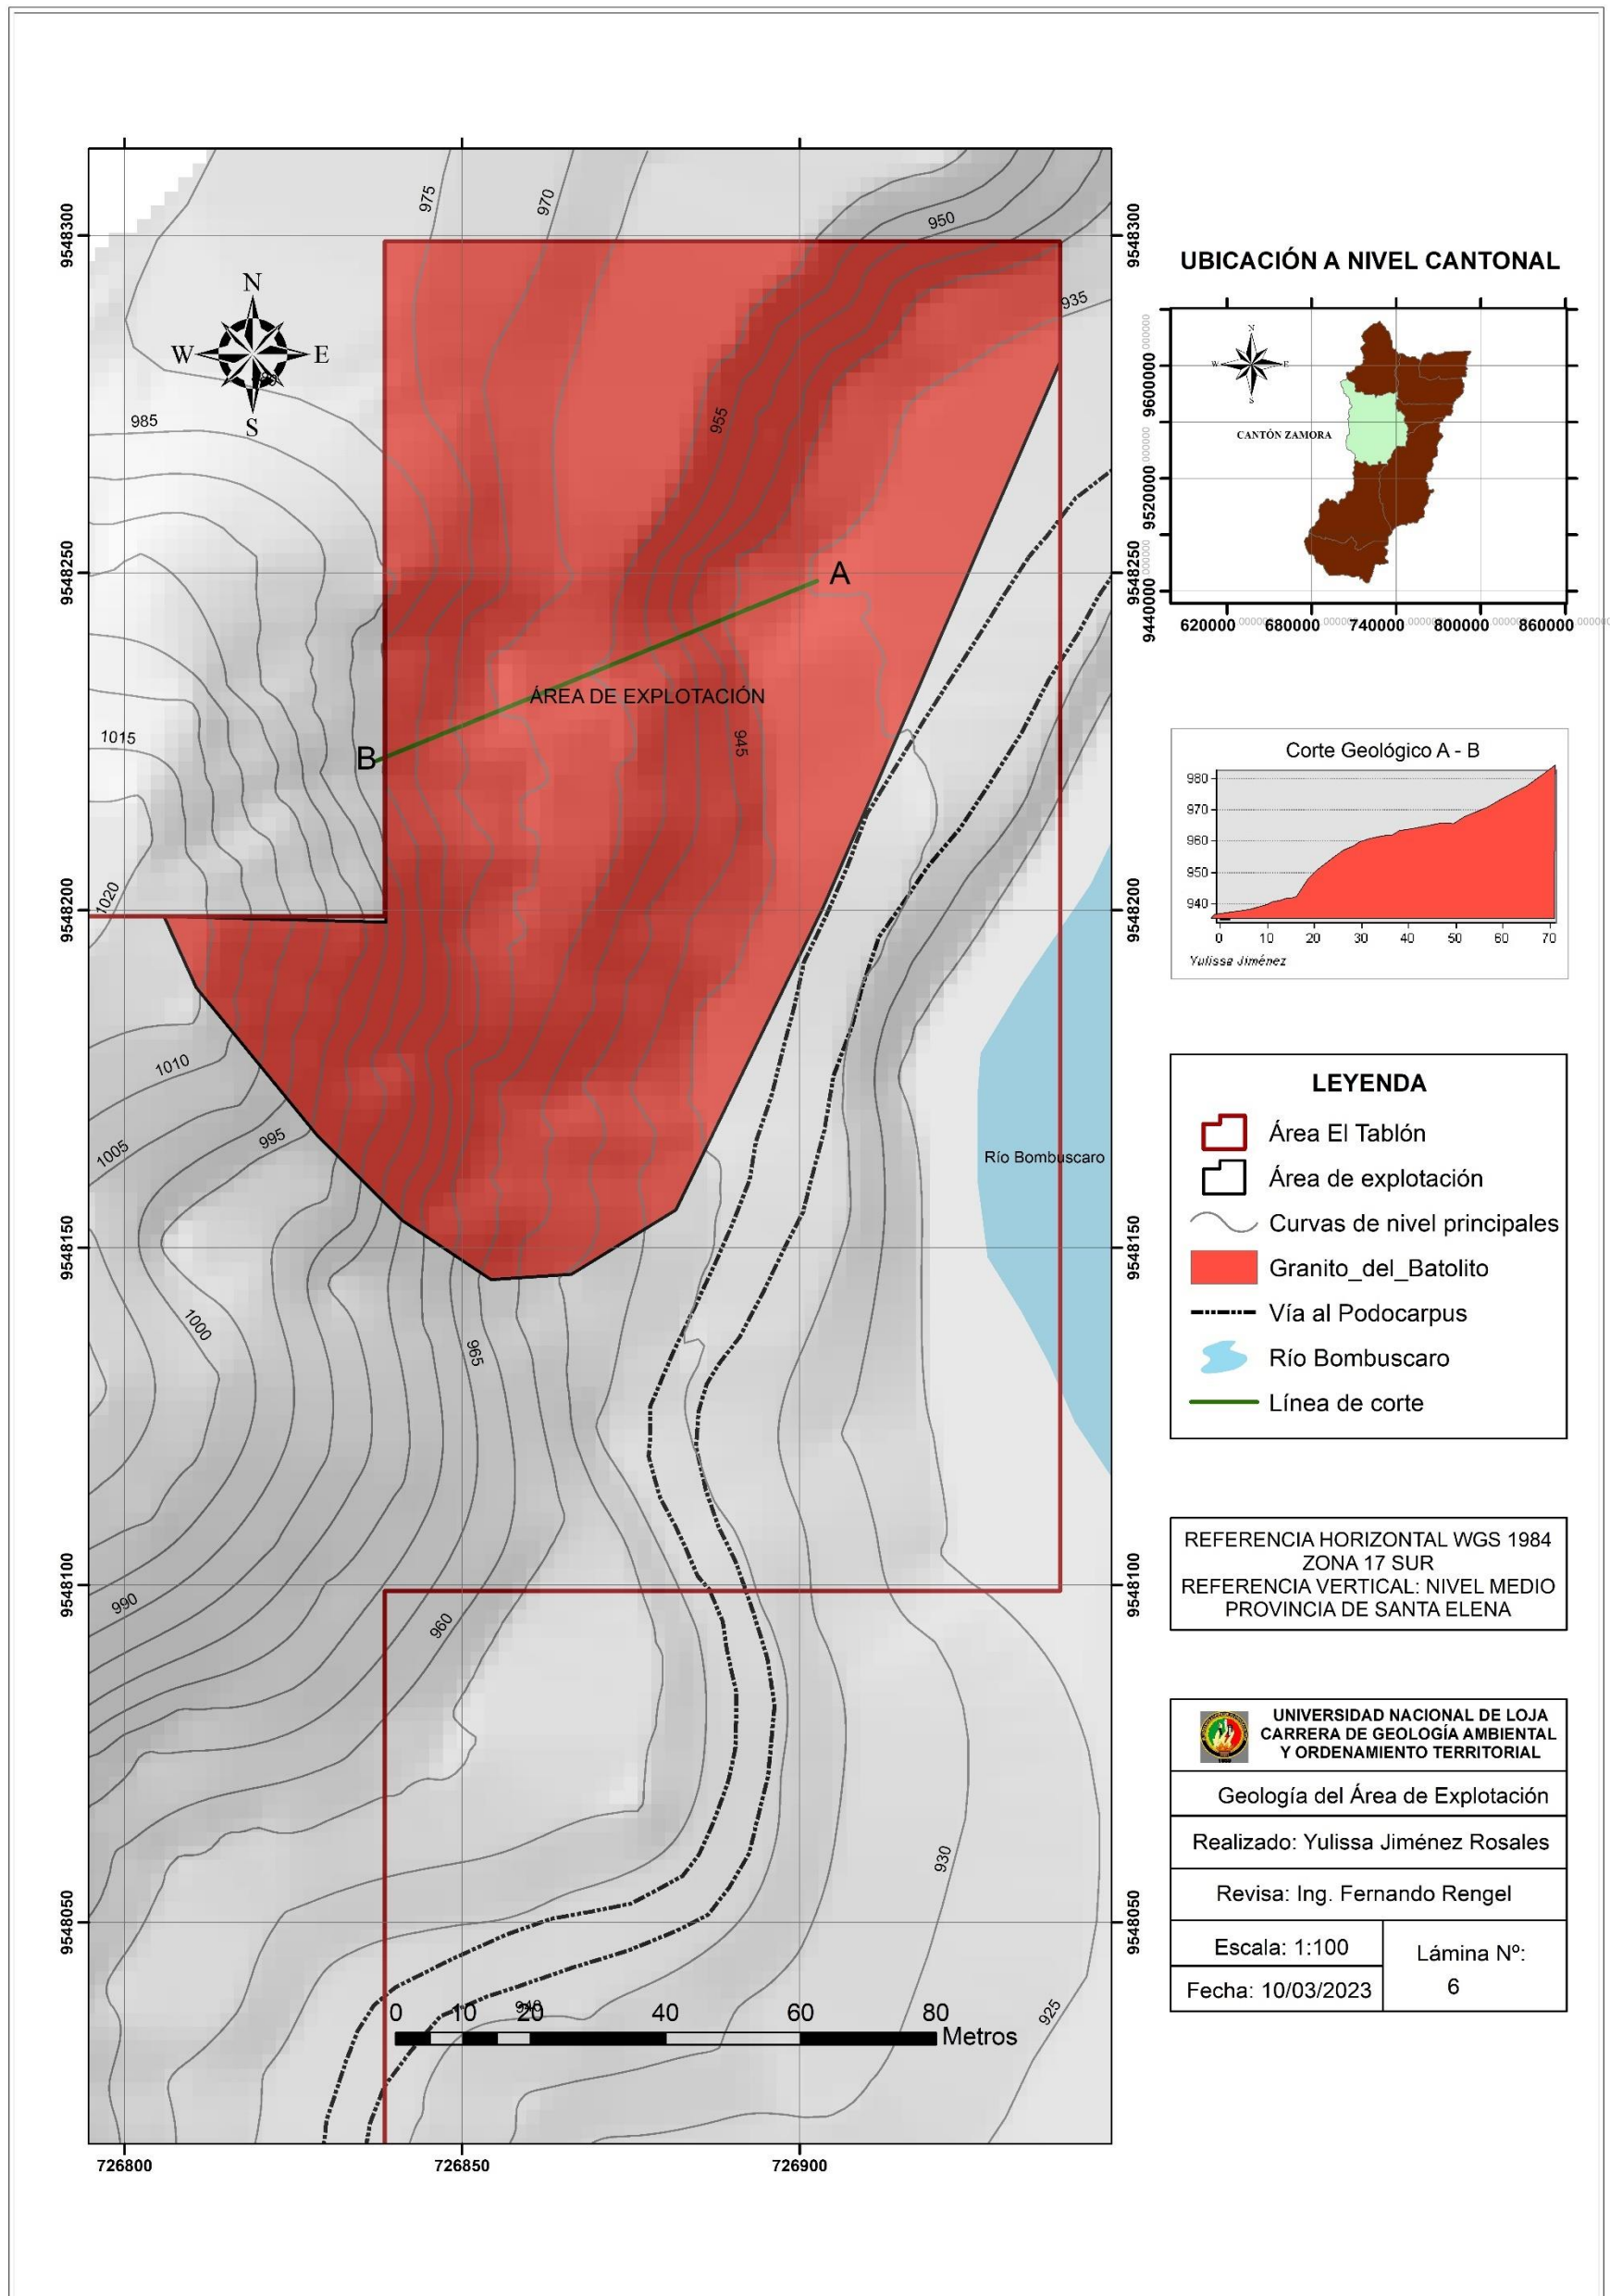 975
970
950
9548300
9548300
935
N
W
E
S
985
955
9548250
9548250
A
ÁREA DE EXPLOTACIÓN
B
945
1015
1020
9548200
9548200
1010
1005
995
Río Bombuscaro
9548150
9548150
1000
965
9548100
9548100
990
960
930
9548050
9548050
940
925
0 10 20 40 60 80
Metros
726800 726850 726900
UBICACIÓN A NIVEL CANTONAL
N
W
E
S
CANTÓN ZAMORA
9600000
9520000
9440000
620000 680000 740000 800000 860000
Corte Geológico A - B
980
970
960
950
940
0 10 20 30 40 50 60 70
Yulissa Jiménez
LEYENDA
Área El Tablón
Área de explotación
Curvas de nivel principales
Granito_del_Batolito
Vía al Podocarpus
Río Bombuscaro
Línea de corte
REFERENCIA HORIZONTAL WGS 1984
ZONA 17 SUR
REFERENCIA VERTICAL: NIVEL MEDIO
PROVINCIA DE SANTA ELENA
UNIVERSIDAD NACIONAL DE LOJA
CARRERA DE GEOLOGÍA AMBIENTAL
Y ORDENAMIENTO TERRITORIAL
Geología del Área de Explotación
Realizado: Yulissa Jiménez Rosales
Revisa: Ing. Fernando Rengel
Escala: 1:100
Lámina Nº:
6
Fecha: 10/03/2023